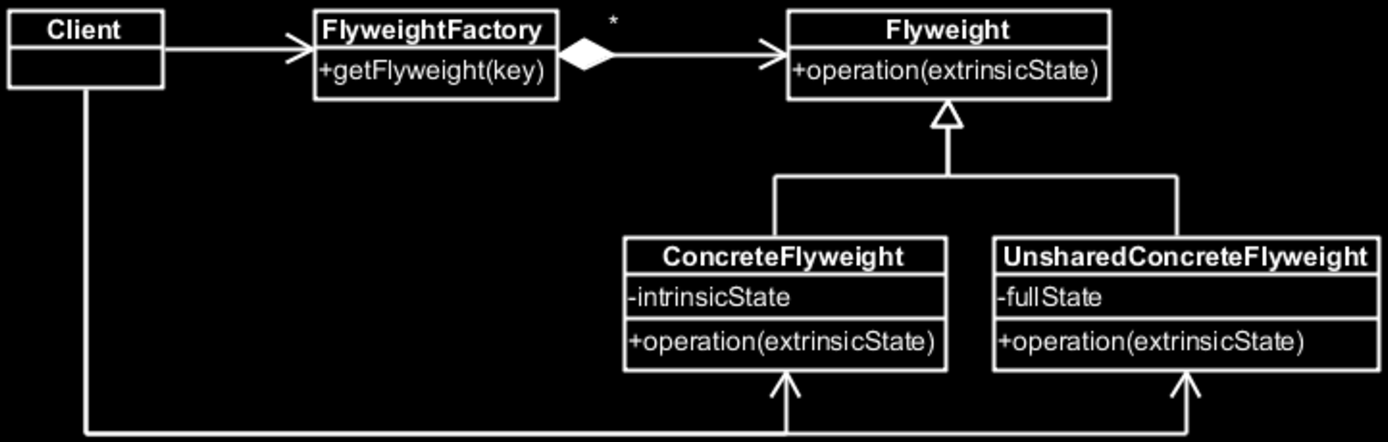 Client
FlyweightFactory
+getFlyweight(key)
*
Flyweight
+operation(extrinsicState)
ConcreteFlyweight
-intrinsicState
+operation(extrinsicState)
UnsharedConcreteFlyweight
-fullState
+operation(extrinsicState)